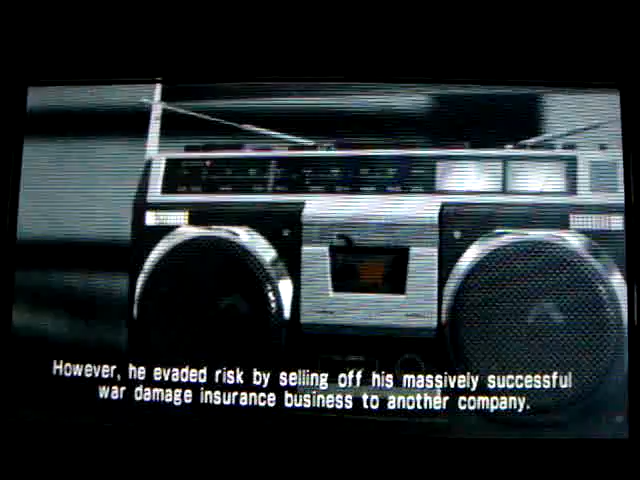 However, he evaded risk by selling off his massively successful
war damage insurance business to another company.